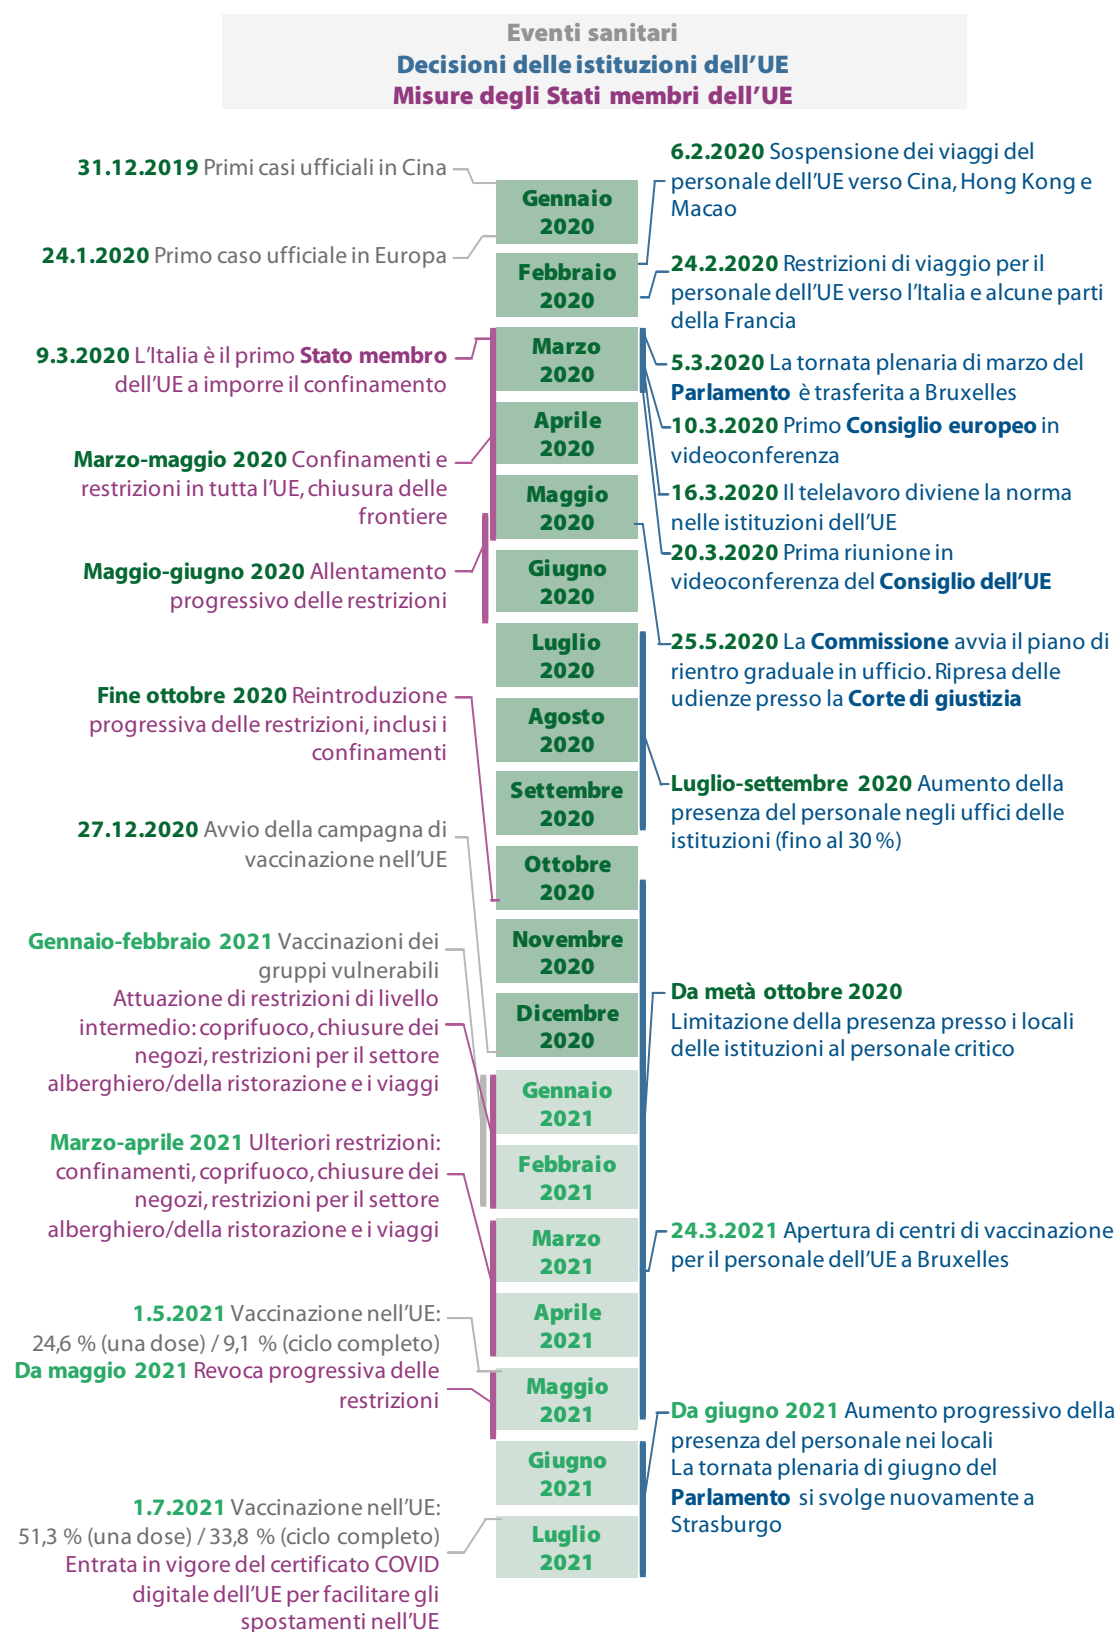 Eventi sanitari
Decisioni delle istituzioni dell'UE
Misure degli Stati membri dell'UE
31.12.2019 Primi casi ufficiali in Cina
24.1.2020 Primo caso ufficiale in Europa
9.3.2020 L'Italia è il primo Stato membro
dell'UE a imporre il confinamento
Marzo-maggio 2020 Confinamenti e
restrizioni in tutta l'UE, chiusura delle
frontiere
Maggio-giugno 2020 Allentamento
progressivo delle restrizioni
Fine ottobre 2020 Reintroduzione
progressiva delle restrizioni, inclusi i
confinamenti
27.12.2020 Avvio della campagna di
vaccinazione nell'UE
Gennaio-febbraio 2021 Vaccinazioni dei
gruppi vulnerabili
Attuazione di restrizioni di livello
intermedio: coprifuoco, chiusure dei
negozi, restrizioni per il settore
alberghiero/della ristorazione e i viaggi
Marzo-aprile 2021 Ulteriori restrizioni:
confinamenti, coprifuoco, chiusure dei
negozi, restrizioni per il settore
alberghiero/della ristorazione e i viaggi
1.5.2021 Vaccinazione nell'UE:
24,6 % (una dose) / 9,1 % (ciclo completo)
Da maggio 2021 Revoca progressiva delle
restrizioni
1.7.2021 Vaccinazione nell'UE:
51,3 % (una dose) / 33,8 % (ciclo completo)
Entrata in vigore del certificato COVID
digitale dell'UE per facilitare gli
spostamenti nell'UE
Gennaio
2020
Febbraio
2020
Marzo
2020
Aprile
2020
Maggio
2020
Giugno
2020
Luglio
2020
Agosto
2020
Settembre
2020
Ottobre
2020
Novembre
2020
Dicembre
2020
Gennaio
2021
Febbraio
2021
Marzo
2021
Aprile
2021
Maggio
2021
Giugno
2021
Luglio
2021
6.2.2020 Sospensione dei viaggi del
personale dell'UE verso Cina, Hong Kong e
Macao
24.2.2020 Restrizioni di viaggio per il
personale dell'UE verso l'Italia e alcune parti
della Francia
5.3.2020 La tornata plenaria di marzo del
Parlamento è trasferita a Bruxelles
10.3.2020 Primo Consiglio europeo in
videoconferenza
16.3.2020 Il telelavoro diviene la norma
nelle istituzioni dell'UE
20.3.2020 Prima riunione in
videoconferenza del Consiglio dell'UE
25.5.2020 La Commissione avvia il piano di
rientro graduale in ufficio. Ripresa delle
udienze presso la Corte di giustizia
Luglio-settembre 2020 Aumento della
presenza del personale negli uffici delle
istituzioni (fino al 30 %)
Da metà ottobre 2020
Limitazione della presenza presso i locali
delle istituzioni al personale critico
24.3.2021 Apertura di centri di vaccinazione
per il personale dell'UE a Bruxelles
Da giugno 2021 Aumento progressivo della
presenza del personale nei locali
La tornata plenaria di giugno del
Parlamento si svolge nuovamente a
Strasburgo